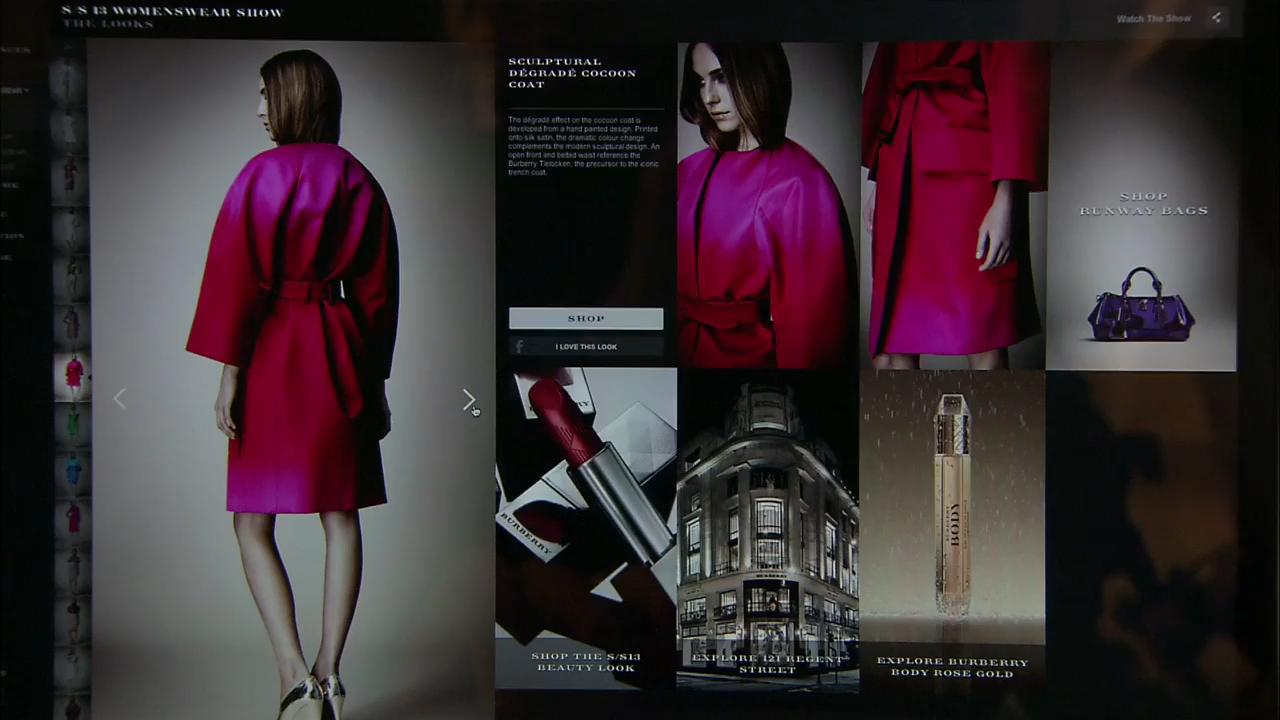 S/S 13 WOMENSWEAR SHOW
THE LOOKS
Watch The Show
SCULPTURAL
DÉGRADÉ COCOON
COAT
The dégradé effect on the cocoon coat is
developed from a hand painted design. Printed
onto silk satin, the dramatic colour change
complements the modern sculptural design. An
open front and belted waist reference the
Burberry Tielocken, the precursor to the iconic
trench coat.
SHOP
I LOVE THIS LOOK
SHOP
RUNWAY BAGS
BURBERRY
SHOP THE S/S13
BEAUTY LOOK
EXPLORE 121 REGENT
STREET
BODY
EXPLORE BURBERRY
BODY ROSE GOLD